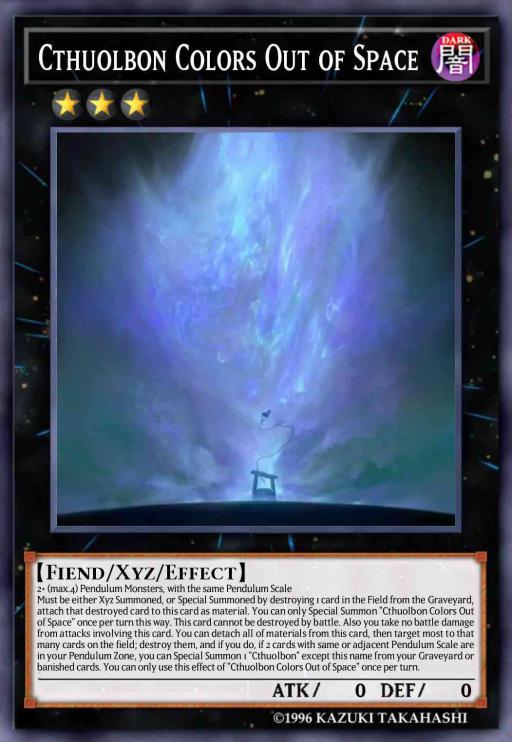 CTHUOLBON COLORS OUT OF SPACE
DARK
闇
[FIEND/XYZ/EFFECT]
2+ (max.4) Pendulum Monsters, with the same Pendulum Scale
Must be either Xyz Summoned, or Special Summoned by destroying 1 card in the Field from the Graveyard,
attach that destroyed card to this card as material. You can only Special Summon "Cthuolbon Colors Out
of Space" once per turn this way. This card cannot be destroyed by battle. Also you take no battle damage
from attacks involving this card. You can detach all of materials from this card, then target most to that
many cards on the field; destroy them, and if you do, if 2 cards with same or adjacent Pendulum Scale are
in your Pendulum Zone, you can Special Summon 1 "Cthuolbon" except this name from your Graveyard or
banished cards. You can only use this effect of "Cthuolbon Colors Out of Space" once per turn.
ATK/ 0 DEF/ 0
©1996 KAZUKI TAKAHASHI